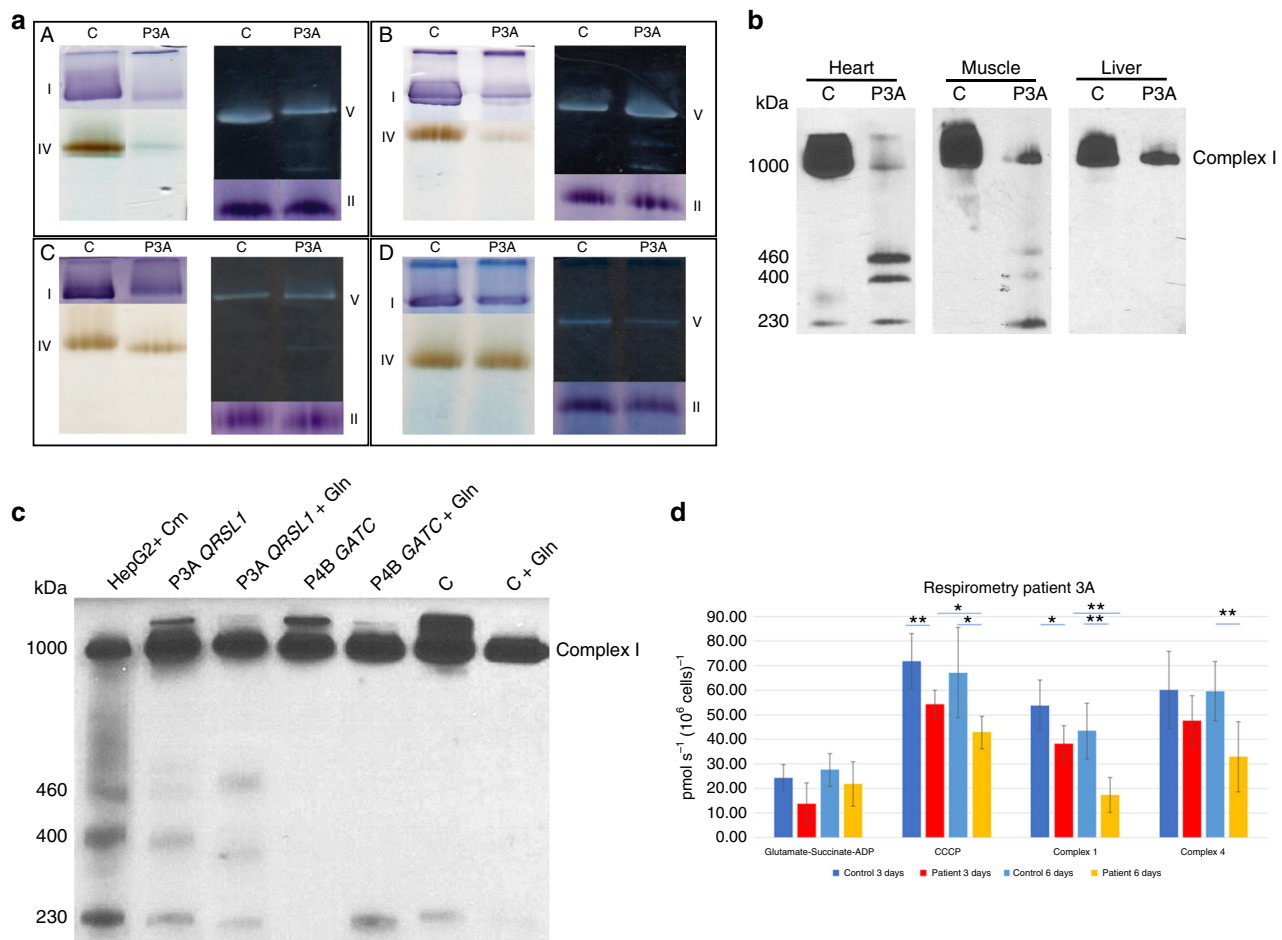 a
A
C P3A
C P3A
I
IV
V
II
B
C P3A
C P3A
I
IV
V
II
C
C P3A
C P3A
I
IV
V
II
D
C P3A
C P3A
I
IV
V
II
b
Heart Muscle Liver
kDa C P3A C P3A C P3A
1000
Complex I
460
400
230
c
HepG2+ Cm
P3A QRSL1
P3A QRSL1 + Gln
P4B GATC
P4B GATC + Gln
C
C + Gln
kDa
1000
Complex I
460
400
230
d
Respirometry patient 3A
pmol s⁻¹ (10⁶ cells)⁻¹
90.00
80.00
70.00
60.00
50.00
40.00
30.00
20.00
10.00
0.00
** * *
* ** **
**
Glutamate-Succinate-ADP CCCP Complex 1 Complex 4
Control 3 days Patient 3 days Control 6 days Patient 6 days